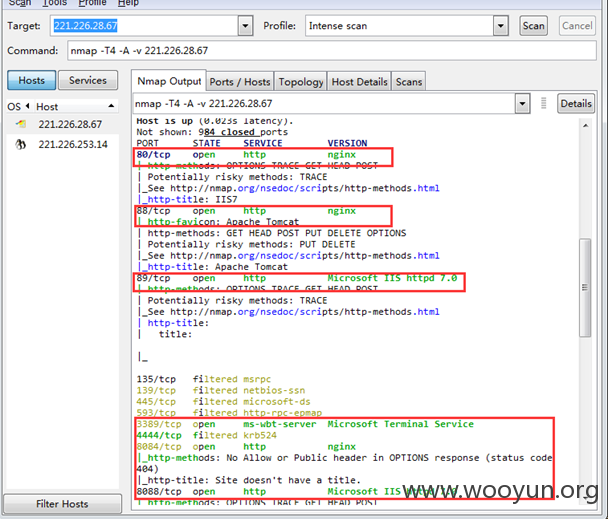 Scan Tools Profile Help
Target: 221.226.28.67 Profile: Intense scan Scan Cancel
Command: nmap -T4 -A -v 221.226.28.67
Hosts Services Nmap Output Ports / Hosts Topology Host Details Scans
OS Host
nmap -T4 -A -v 221.226.28.67 Details
221.226.28.67
221.226.253.14
Host is up (0.023s latency).
Not shown: 984 closed ports
PORT STATE SERVICE VERSION
80/tcp open http nginx
| http-methods: OPTIONS TRACE GET HEAD POST
| Potentially risky methods: TRACE
|_See http://nmap.org/nsedoc/scripts/http-methods.html
|_http-title: IIS7
88/tcp open http nginx
|_http-favicon: Apache Tomcat
| http-methods: GET HEAD POST PUT DELETE OPTIONS
| Potentially risky methods: PUT DELETE
|_See http://nmap.org/nsedoc/scripts/http-methods.html
|_http-title: Apache Tomcat
89/tcp open http Microsoft IIS httpd 7.0
| http-methods: OPTIONS TRACE GET HEAD POST
| Potentially risky methods: TRACE
|_See http://nmap.org/nsedoc/scripts/http-methods.html
| http-title:
| title:
|_
135/tcp filtered msrpc
139/tcp filtered netbios-ssn
445/tcp filtered microsoft-ds
593/tcp filtered http-rpc-epmap
3389/tcp open ms-wbt-server Microsoft Terminal Service
4444/tcp filtered krb524
8084/tcp open http nginx
|_http-methods: No Allow or Public header in OPTIONS response (status code
404)
|_http-title: Site doesn't have a title.
8088/tcp open http Microsoft IIS httpd
| http-methods: OPTIONS TRACE GET HEAD POST
Filter Hosts
www.wooyun.org